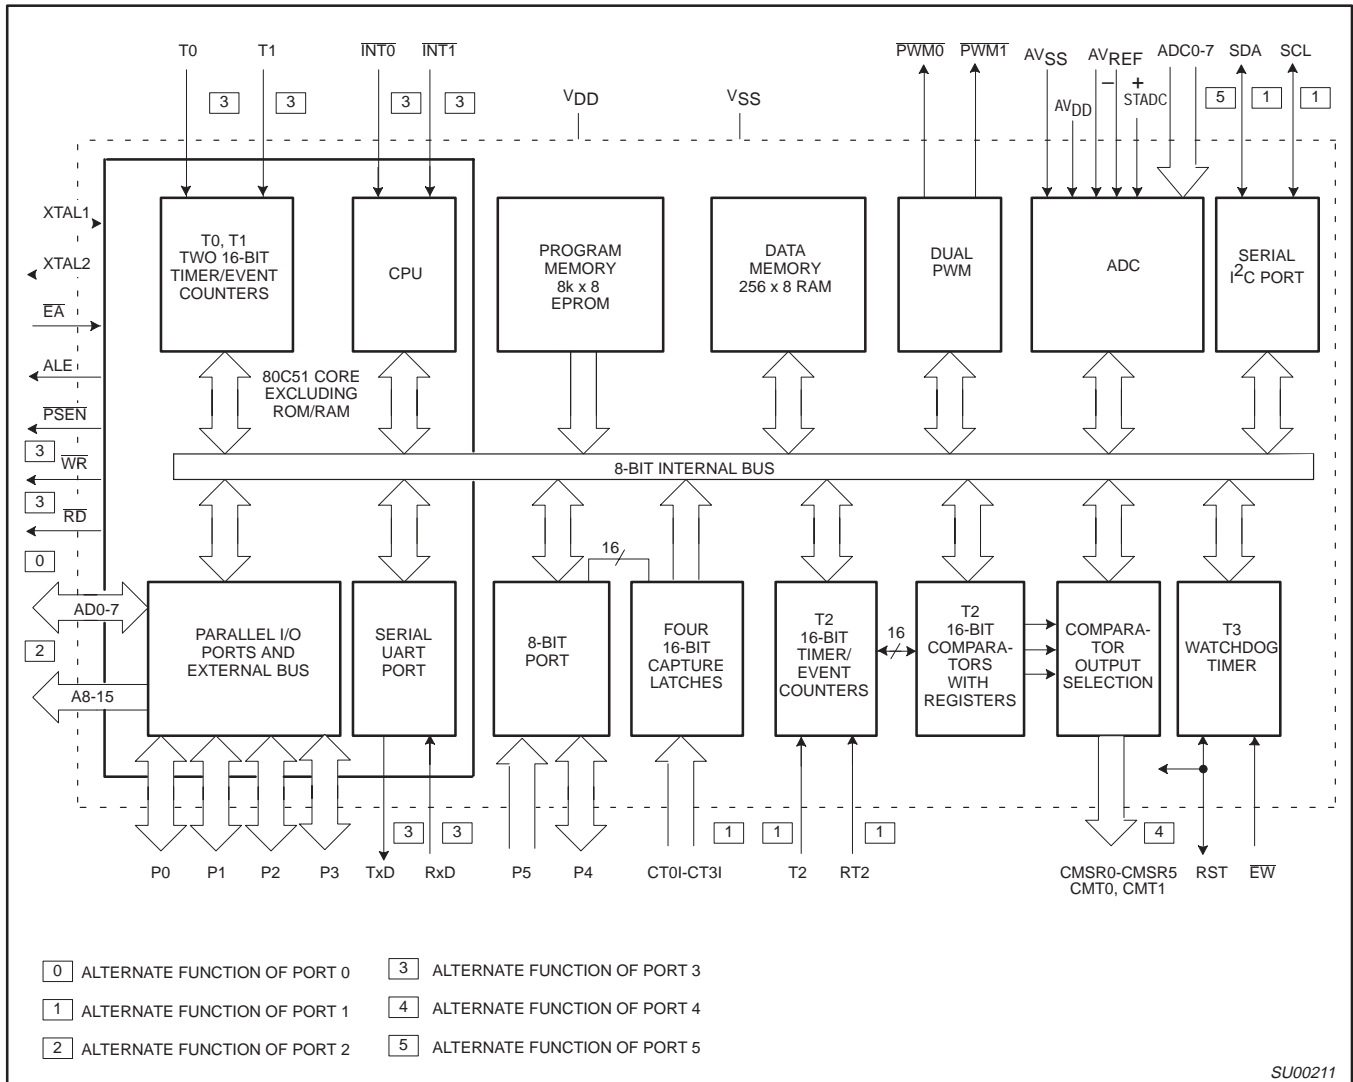 T0 T1 INT0 INT1 PWM0 PWM1 AVSS AVREF ADC0-7 SDA SCL
3 3 3 3 VDD VSS AVDD − + STADC 5 1 1
XTAL1
XTAL2
EA
ALE
PSEN
3
WR
3
RD
0
AD0-7
2
A8-15
T0, T1
TWO 16-BIT
TIMER/EVENT
COUNTERS
CPU
PROGRAM
MEMORY
8k x 8
EPROM
DATA
MEMORY
256 x 8 RAM
DUAL
PWM
ADC
SERIAL
I2C PORT
80C51 CORE
EXCLUDING
ROM/RAM
8-BIT INTERNAL BUS
PARALLEL I/O
PORTS AND
EXTERNAL BUS
SERIAL
UART
PORT
8-BIT
PORT
16
FOUR
16-BIT
CAPTURE
LATCHES
T2
16-BIT
TIMER/
EVENT
COUNTERS
16
T2
16-BIT
COMPARA-
TORS
WITH
REGISTERS
COMPARA-
TOR
OUTPUT
SELECTION
T3
WATCHDOG
TIMER
3 3 1 1 1 4
P0 P1 P2 P3 TxD RxD P5 P4 CT0I-CT3I T2 RT2 CMSR0-CMSR5 RST EW
CMT0, CMT1
0 ALTERNATE FUNCTION OF PORT 0
1 ALTERNATE FUNCTION OF PORT 1
2 ALTERNATE FUNCTION OF PORT 2
3 ALTERNATE FUNCTION OF PORT 3
4 ALTERNATE FUNCTION OF PORT 4
5 ALTERNATE FUNCTION OF PORT 5
SU00211